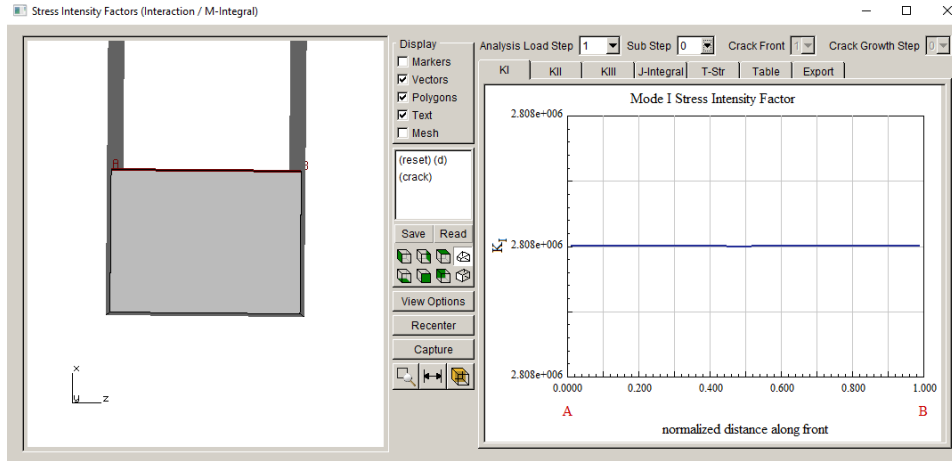 Stress Intensity Factors (Interaction / M-Integral)
Display
Markers
Vectors
Polygons
Text
Mesh
(reset) (d)
(crack)
Save Read
View Options
Recenter
Capture
A B
x
y z
Analysis Load Step 1 Sub Step 0 Crack Front 1 Crack Growth Step 0
KI KII KIII J-Integral T-Str Table Export
Mode I Stress Intensity Factor
2.808e+006
KI 2.808e+006
2.808e+006
0.0000 0.200 0.400 0.600 0.800 1.000
A B
normalized distance along front